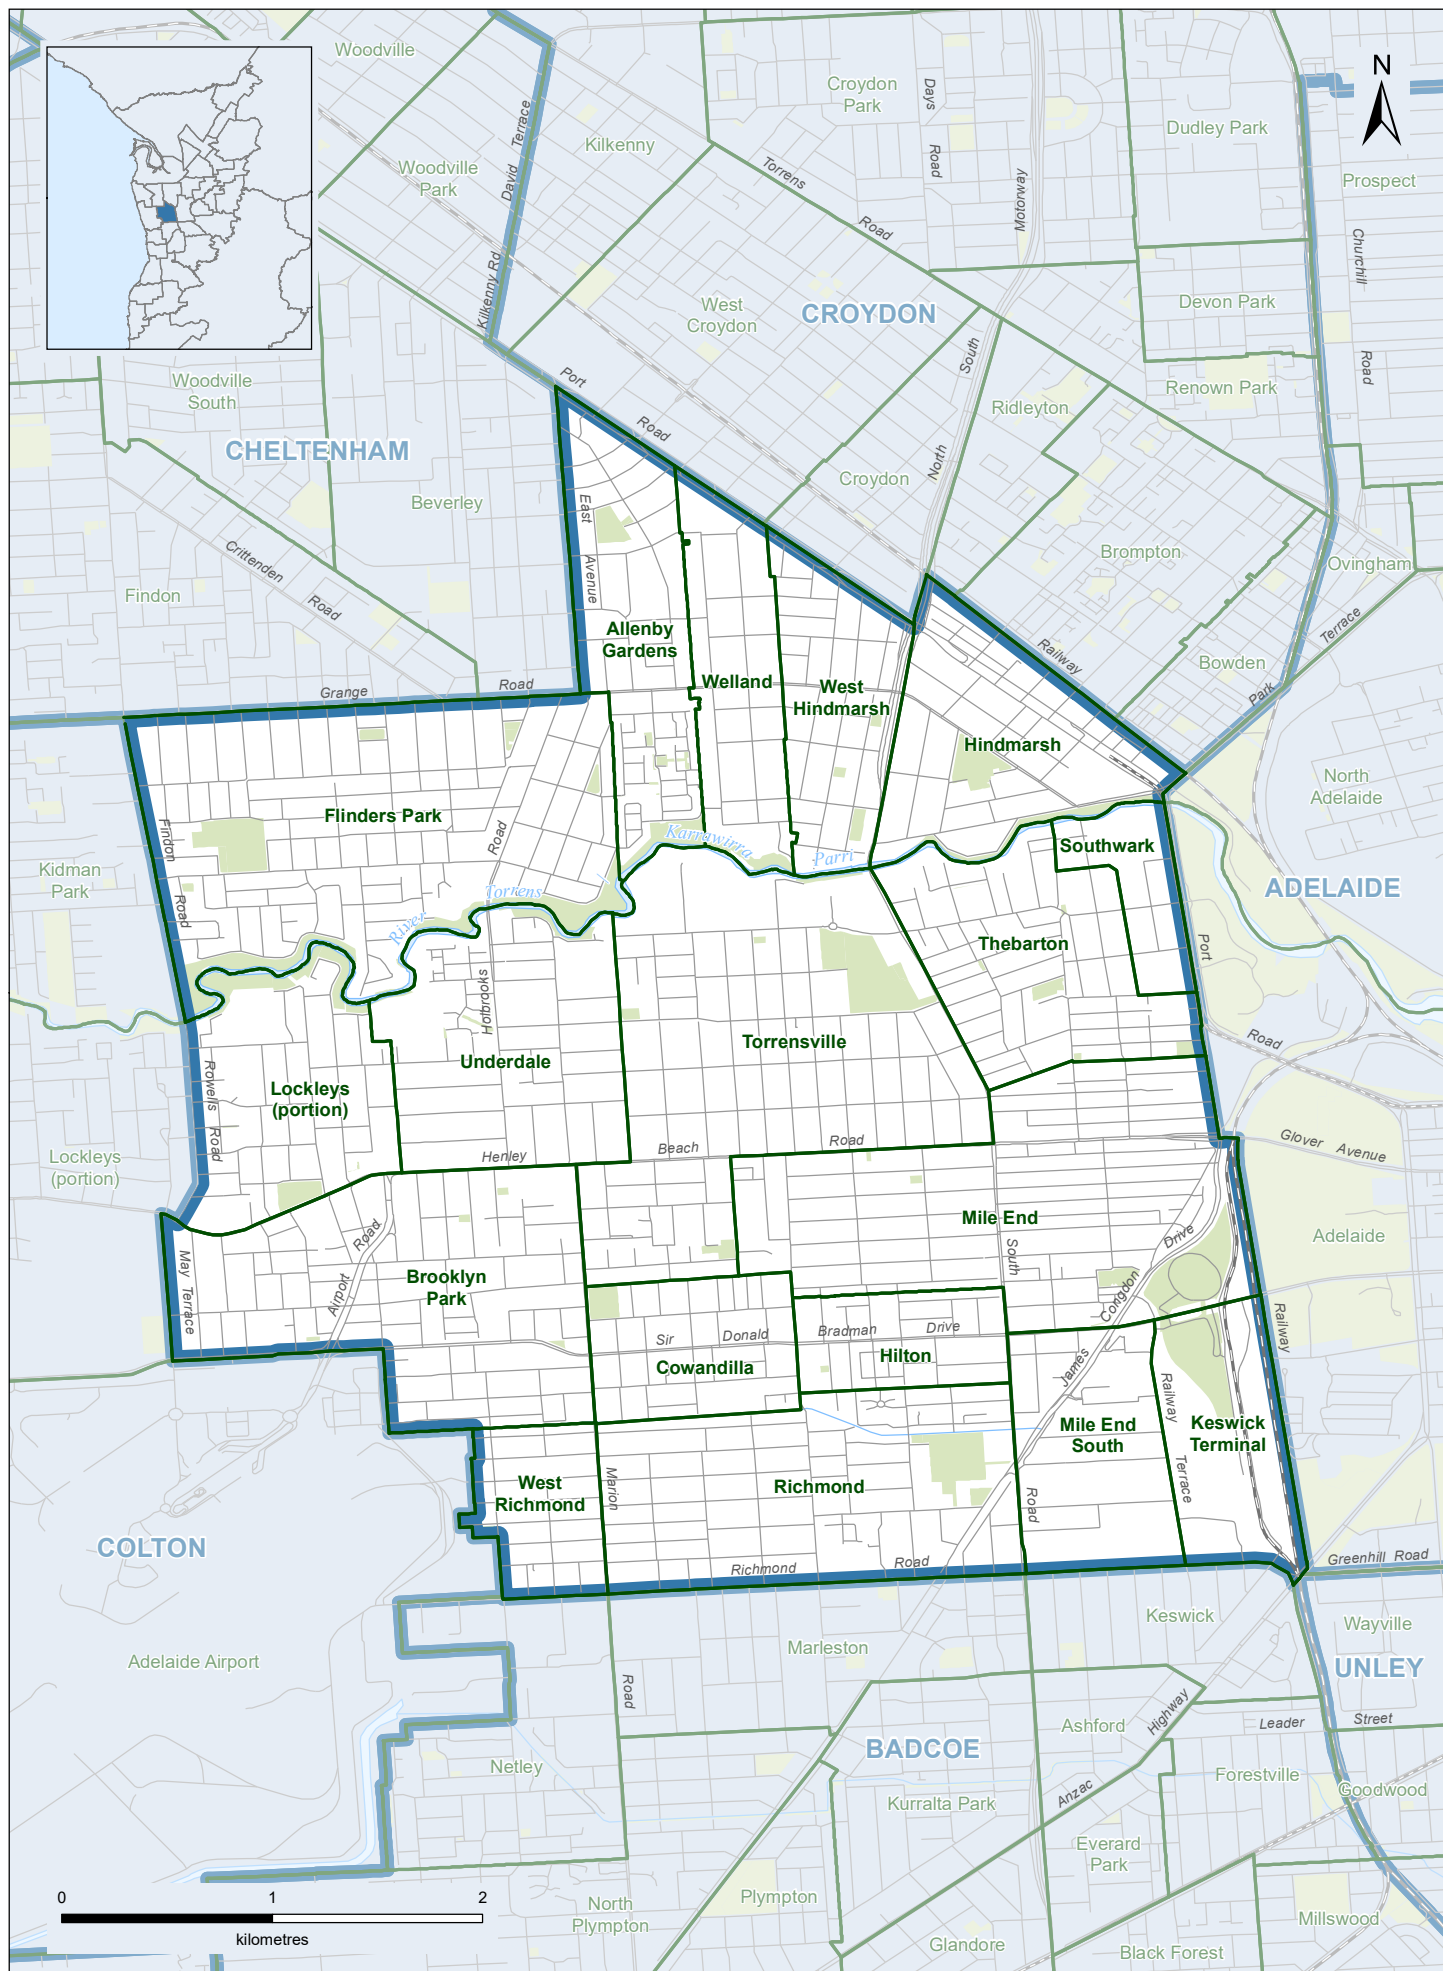 Woodville
N
Croydon
Park
Days
Road
Dudley Park
David Terrace
Kilkenny
Woodville
Park
Torrens
Road
Motorway
Prospect
Churchill
Road
Kilkenny Rd
West
Croydon
CROYDON
Devon Park
South
Port
Road
Woodville
South
Renown Park
Ridleyton
CHELTENHAM
Beverley
East
Avenue
Croydon
North
Brompton
Ovingham
Crittenden
Road
Findon
Terrace
Park
Allenby
Gardens
Railway
Bowden
Grange
Road
Welland
West
Hindmarsh
Hindmarsh
North
Adelaide
Flinders Park
Findon
Road
Road
Karrawirra
Parri
Southwark
Kidman
Park
River
Torrens
ADELAIDE
Thebarton
Port
Road
Holbrooks
Torrensville
Underdale
Rowells
Road
Lockleys
(portion)
Lockleys
(portion)
Henley
Beach
Road
Glover Avenue
Mile End
South
Adelaide
May Terrace
Airport
Road
Brooklyn
Park
Congdon
Drive
Railway
Sir
Donald
Bradman
Drive
Cowandilla
Hilton
James
Railway
Terrace
Mile End
South
Keswick
Terminal
West
Richmond
Marion
Richmond
Road
COLTON
Richmond
Road
Greenhill Road
Keswick
Wayville
Marleston
Adelaide Airport
Road
UNLEY
Highway
Ashford
Leader
Street
BADCOE
Netley
Forestville
Goodwood
Kurralta Park
Anzac
Everard
Park
0
1
2
kilometres
North
Plympton
Plympton
Millswood
Glandore
Black Forest